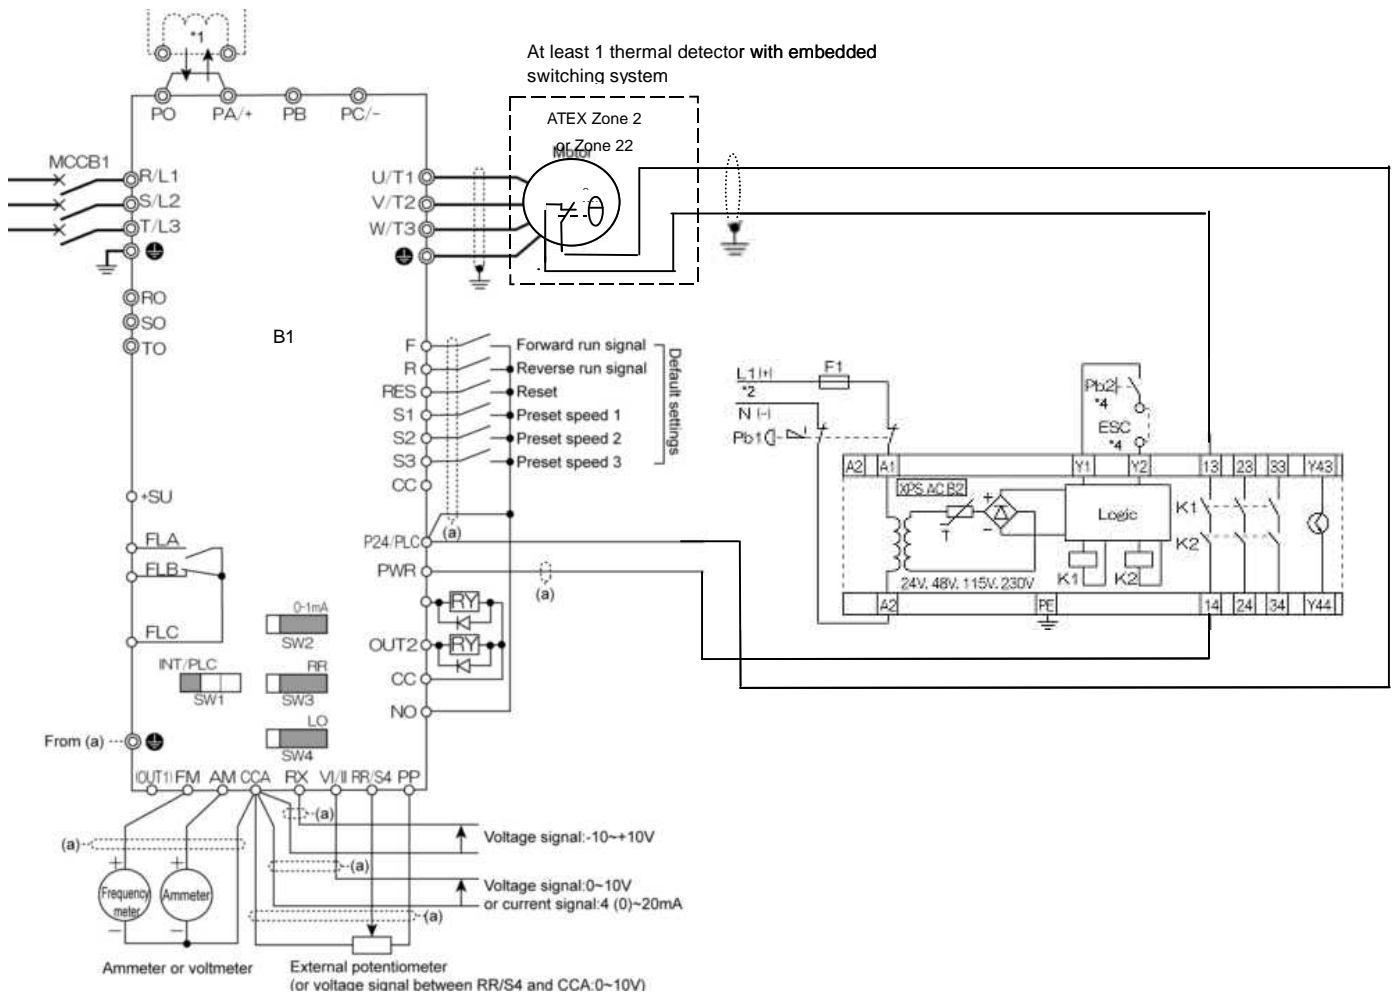 *1
At least 1 thermal detector with embedded
switching system
PO PA/+ PB PC/-
ATEX Zone 2
or Zone 22
Motor
MCCB1
R/L1
S/L2
T/L3
U/T1
V/T2
W/T3
RO
SO
TO
B1
F Forward run signal
R Reverse run signal
RES Reset
S1 Preset speed 1
S2 Preset speed 2
S3 Preset speed 3
Default settings
CC
+SU
(a)
P24/PLC
PWR
(a)
FLA
FLB
FLC
RY
OUT2 RY
CC
NO
0-1mA
SW2
INT/PLC
SW1
RR
SW3
LO
SW4
From (a)
(OUT1) FM AM CCA RX VI/II RR/S4 PP
(a)
Voltage signal:-10~+10V
(a)
(a)
Voltage signal:0~10V
or current signal:4 (0)~20mA
(a)
+ +
Frequency
meter
Ammeter
− −
Ammeter or voltmeter
External potentiometer
(or voltage signal between RR/S4 and CCA:0~10V)
L1 (+)
*2
N (-)
F1
Pb1
Pb2
*4
ESC
*4
A2 A1 Y1 Y2 13 23 33 Y43
XPS AC B2
T
+
−
Logic
K1
K2
K1 K2
24V, 48V, 115V, 230V
A2 PE 14 24 34 Y44